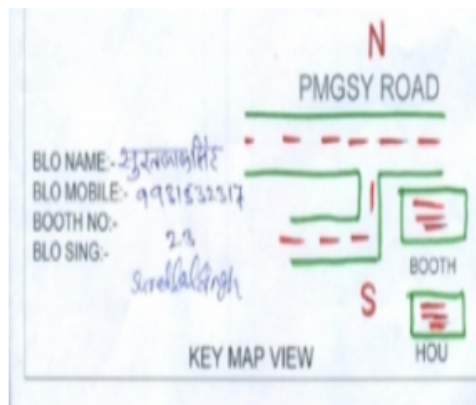 N
PMGSY ROAD
BLO NAME:-
BLO MOBILE:- 9981532317
BOOTH NO:-
23
BLO SING:-
BOOTH
S
HOU
KEY MAP VIEW